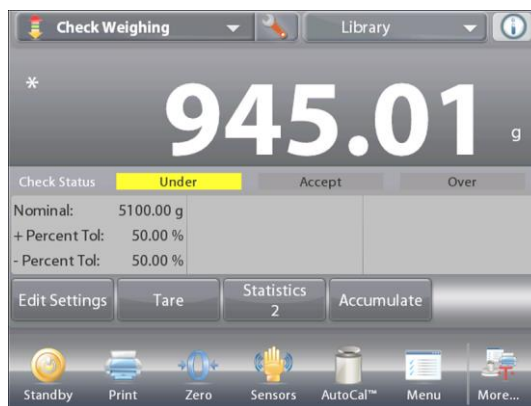 Check Weighing Library
*
945.01 g
Check Status Under Accept Over
Nominal: 5100.00 g
+ Percent Tol: 50.00 %
- Percent Tol: 50.00 %
Edit Settings Tare Statistics Accumulate
2
Standby Print Zero Sensors AutoCal™ Menu More...